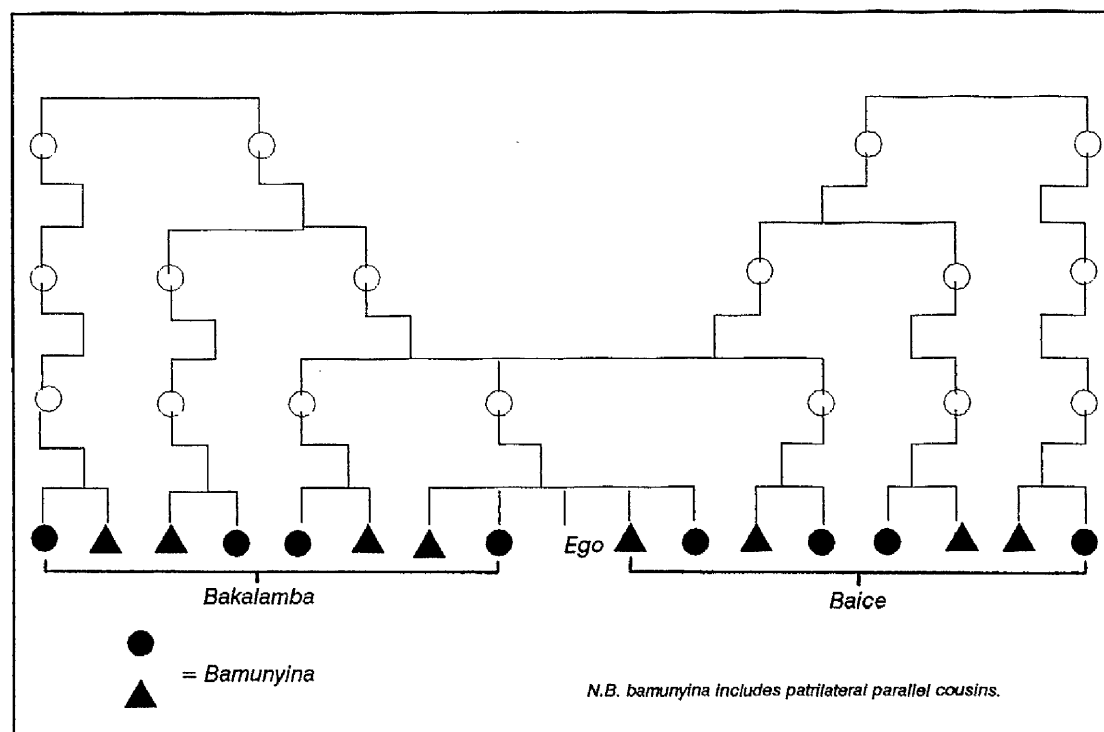 Ego
Bakalamba
Baice
= Bamunyina
N.B. bamunyina includes patrilateral parallel cousins.